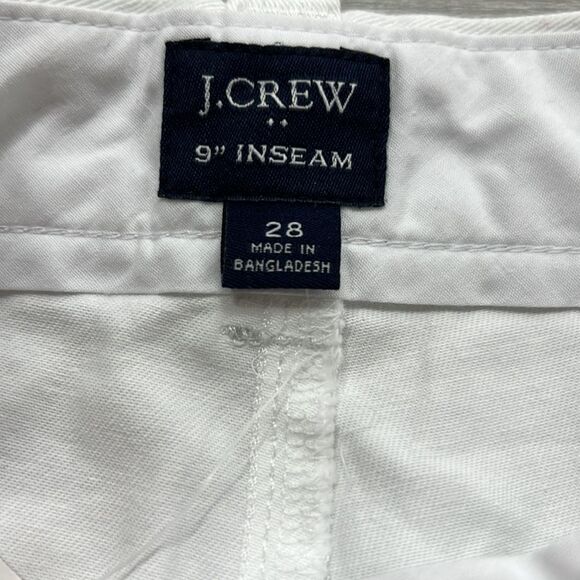 J.CREW
••
9" INSEAM
28
MADE IN
BANGLADESH